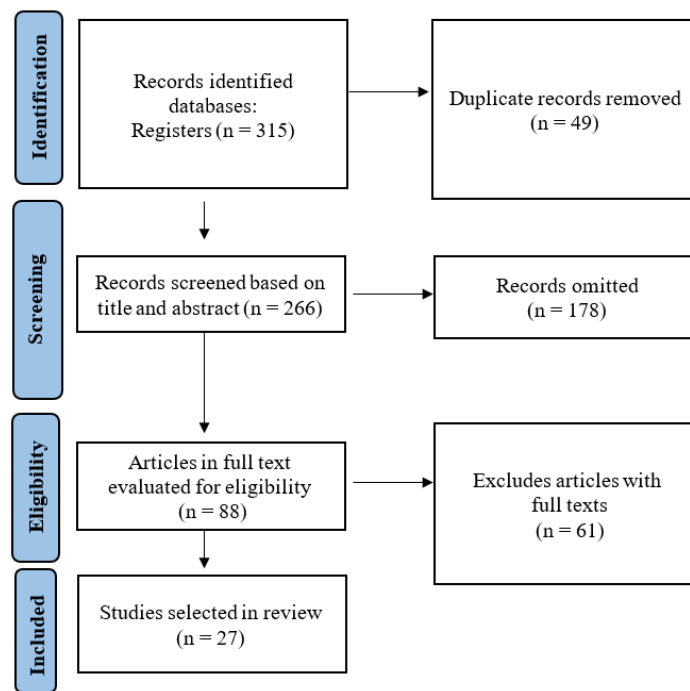 Identification
Records identified
databases:
Registers (n = 315)
Duplicate records removed
(n = 49)
Screening
Records screened based on
title and abstract (n = 266)
Records omitted
(n = 178)
Eligibility
Articles in full text
evaluated for eligibility
(n = 88)
Excludes articles with
full texts
(n = 61)
Included
Studies selected in review
(n = 27)